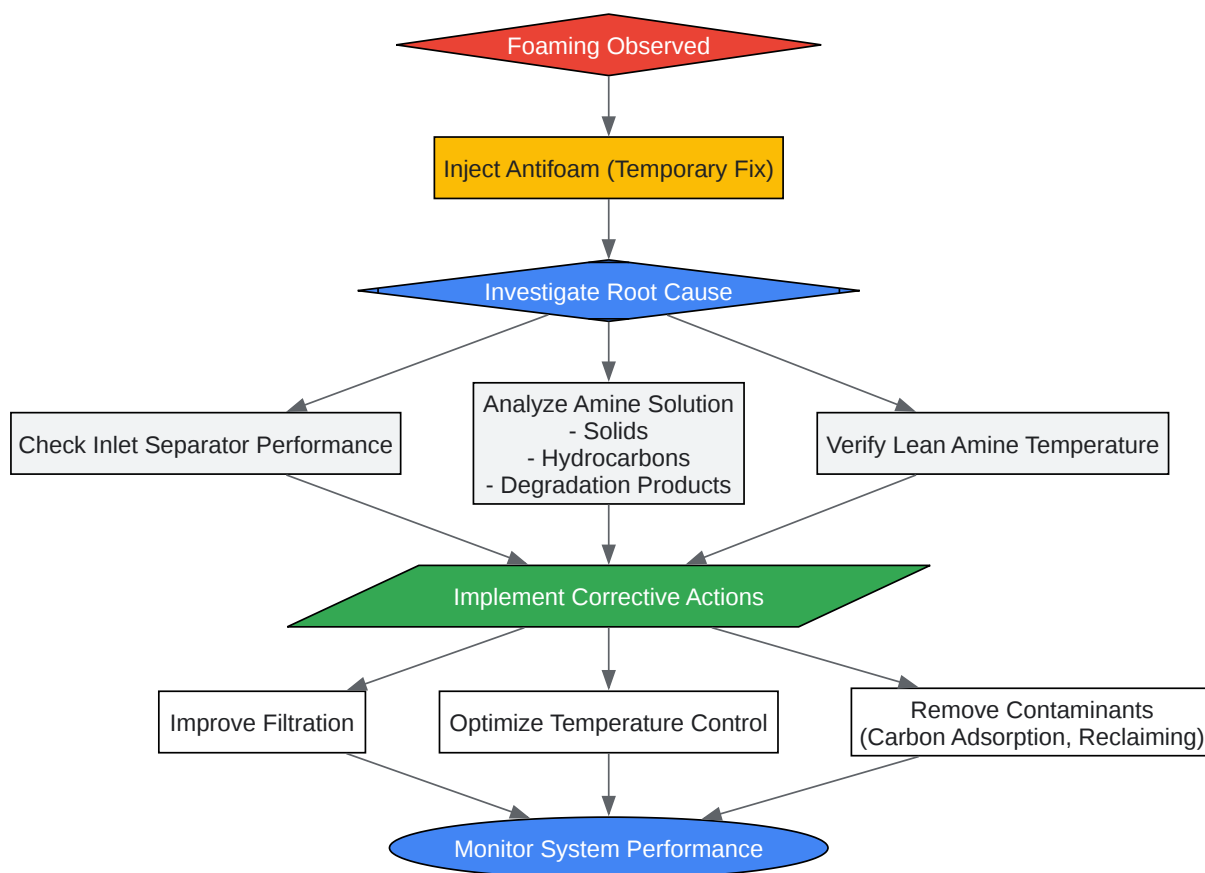 Foaming Observed
Inject Antifoam (Temporary Fix)
Investigate Root Cause
Check Inlet Separator Performance
Analyze Amine Solution
- Solids
- Hydrocarbons
- Degradation Products
Verify Lean Amine Temperature
Implement Corrective Actions
Improve Filtration
Optimize Temperature Control
Remove Contaminants
(Carbon Adsorption, Reclaiming)
Monitor System Performance